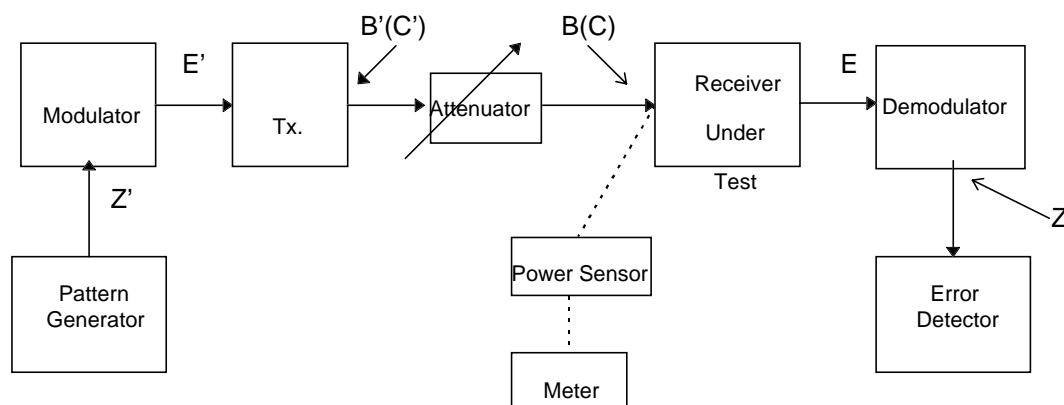 B’(C’)
B(C)
E’
E
Modulator
Tx.
Attenuator
Receiver
Under
Test
Demodulator
Z’
Z
Pattern
Generator
Power Sensor
Error
Detector
Meter